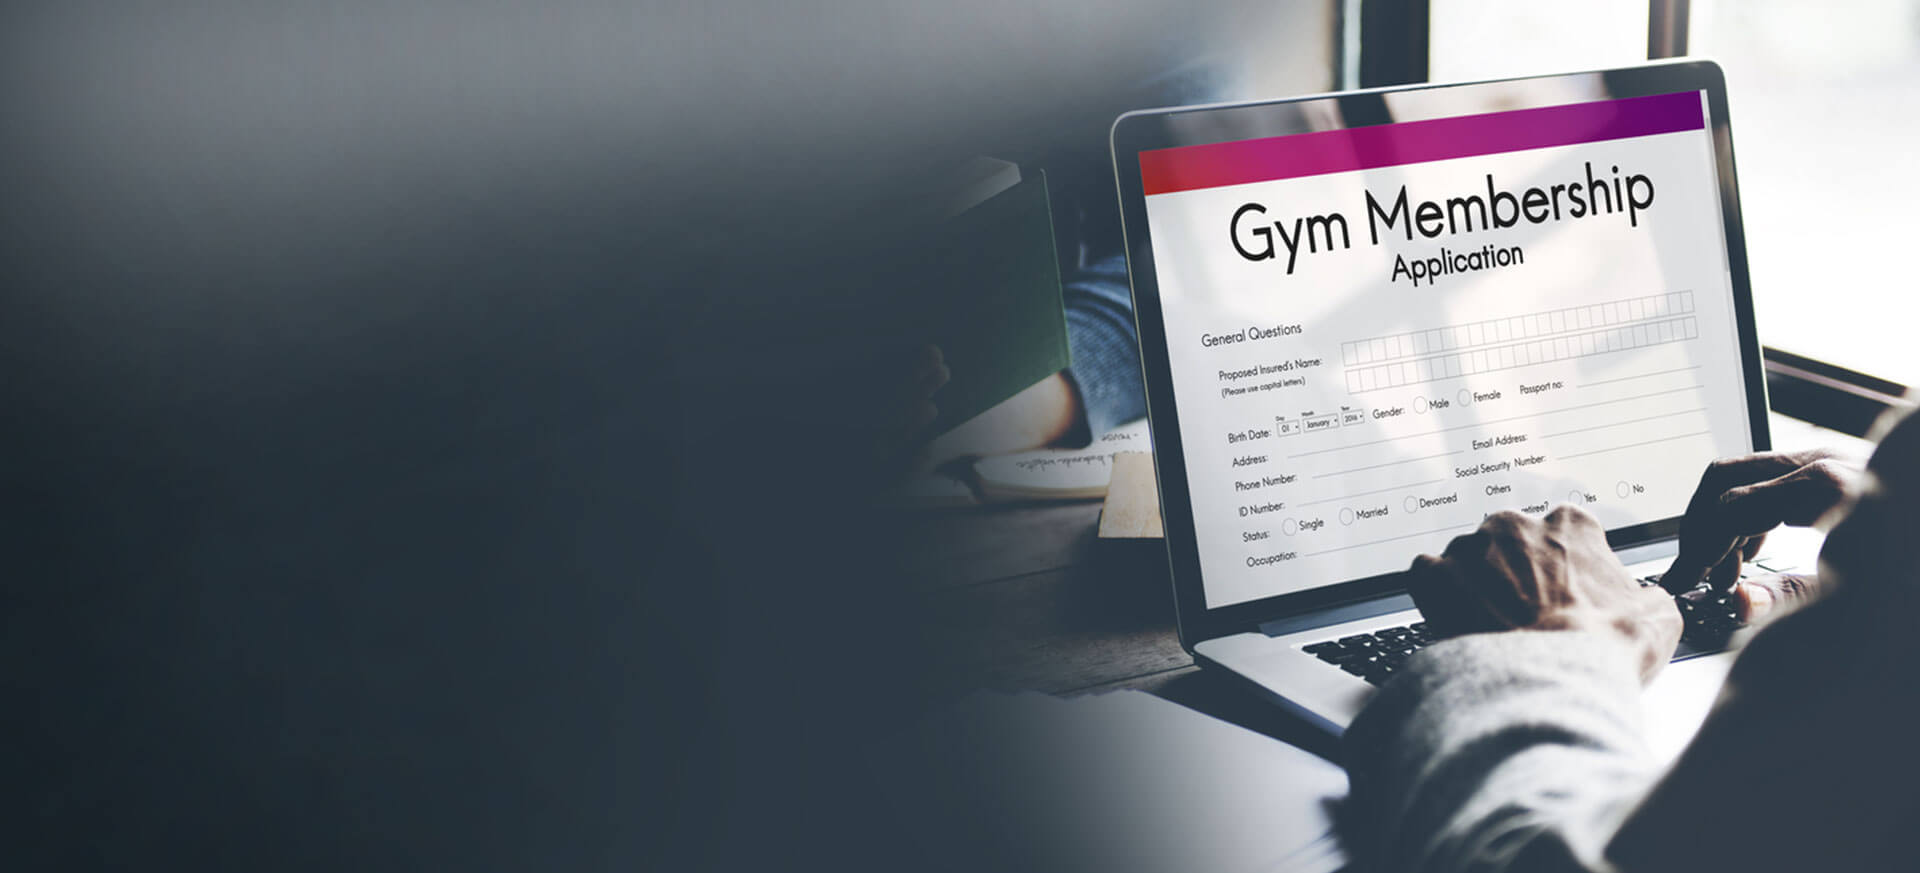 Gym Membership
Application
General Questions
Proposed Insured's Name:
(Please use capital letters)
Day Month Year
Birth Date: 01 January 2016 Gender: Male Female Passport no:
Address:
Phone Number: Email Address:
ID Number: Social Security Number:
Status: Single Married Devorced Others
Yes No
Occupation: